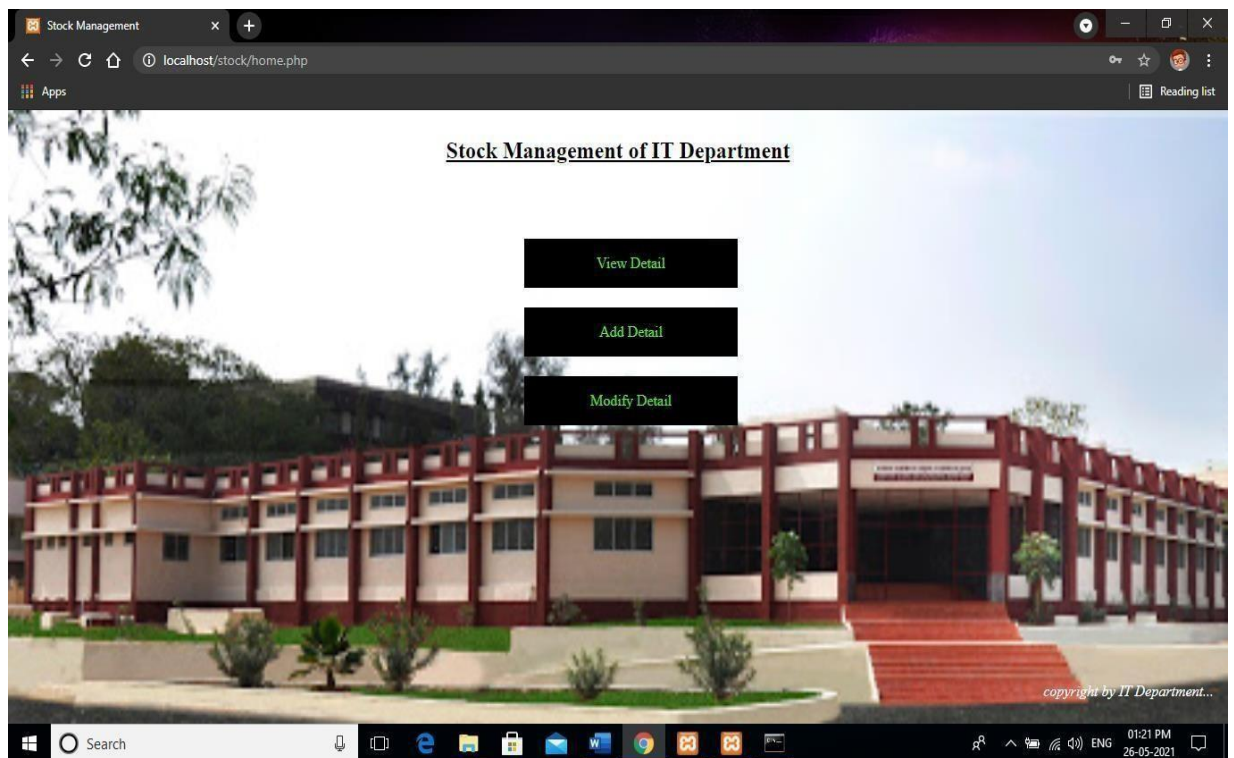 Stock Management
localhost/stock/home.php
Apps
Reading list
Stock Management of IT Department
View Detail
Add Detail
Modify Detail
copyright by IT Department...
Search
ENG
01:21 PM
26-05-2021